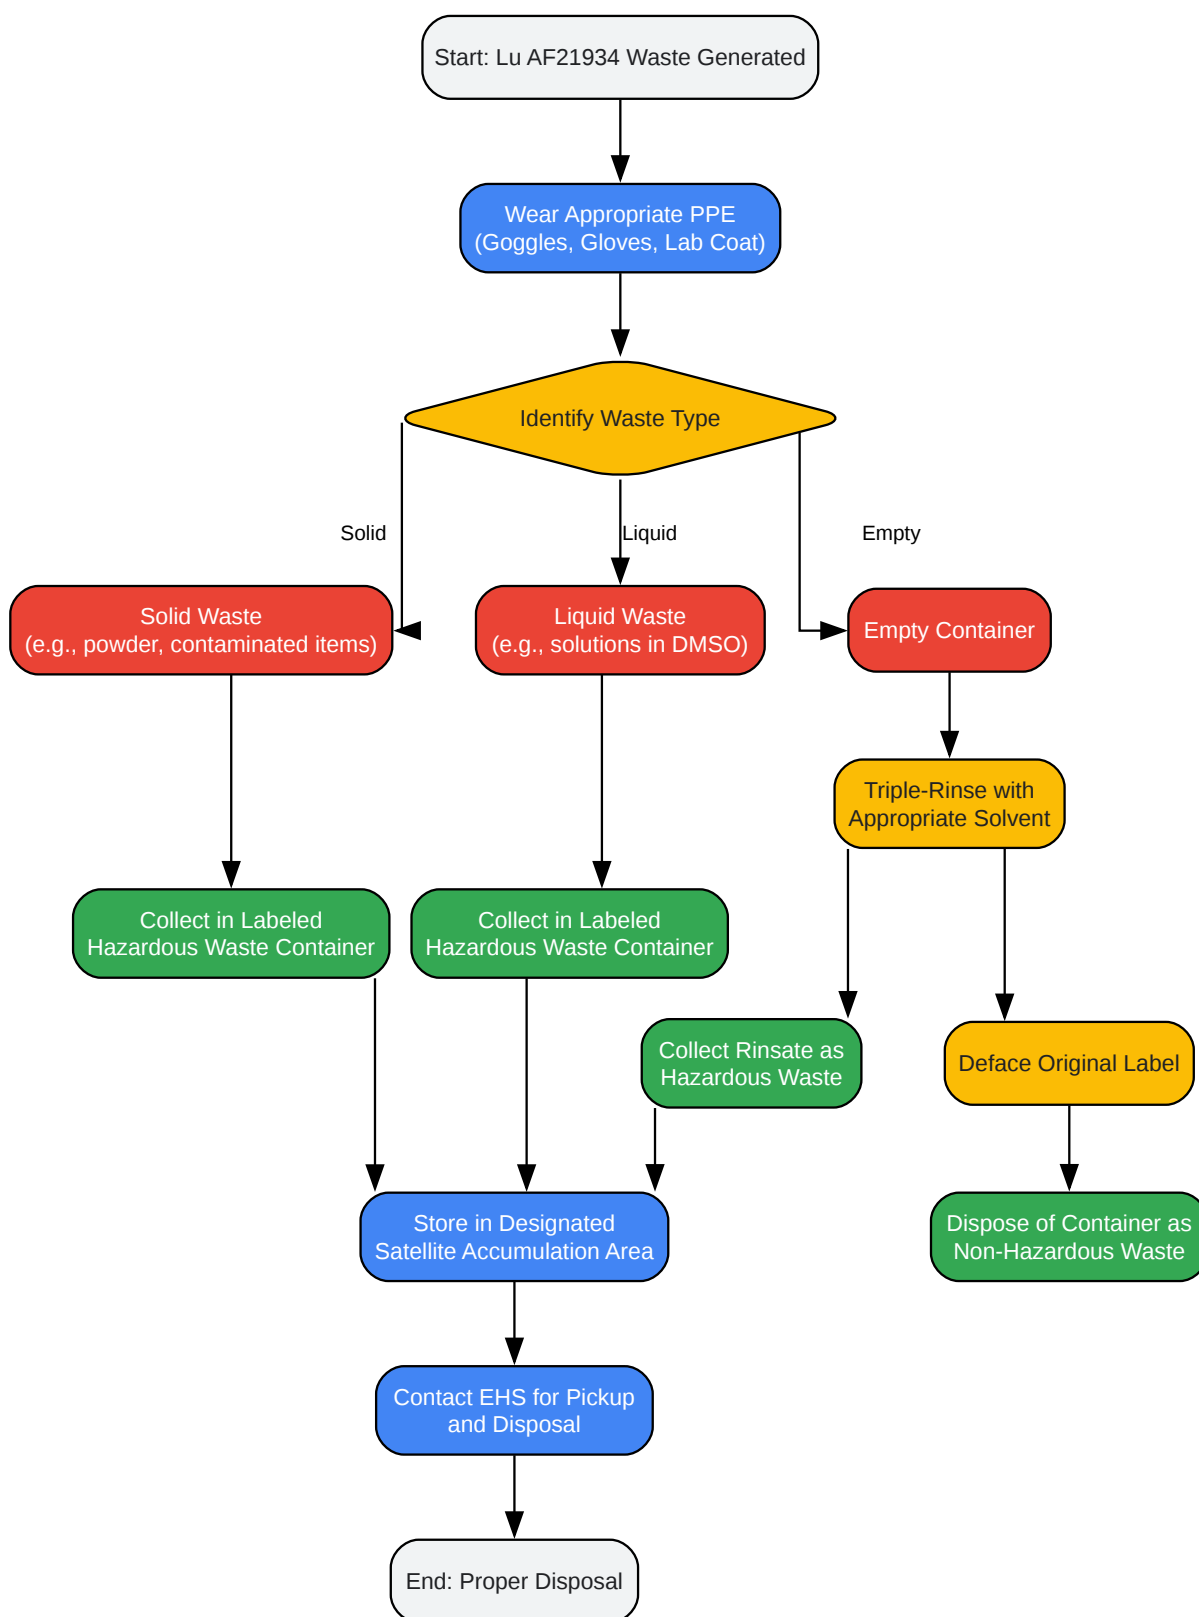 Start: Lu AF21934 Waste Generated
Wear Appropriate PPE
(Goggles, Gloves, Lab Coat)
Identify Waste Type
Solid
Liquid
Empty
Solid Waste
(e.g., powder, contaminated items)
Liquid Waste
(e.g., solutions in DMSO)
Empty Container
Triple-Rinse with
Appropriate Solvent
Collect in Labeled
Hazardous Waste Container
Collect in Labeled
Hazardous Waste Container
Collect Rinsate as
Hazardous Waste
Deface Original Label
Store in Designated
Satellite Accumulation Area
Dispose of Container as
Non-Hazardous Waste
Contact EHS for Pickup
and Disposal
End: Proper Disposal